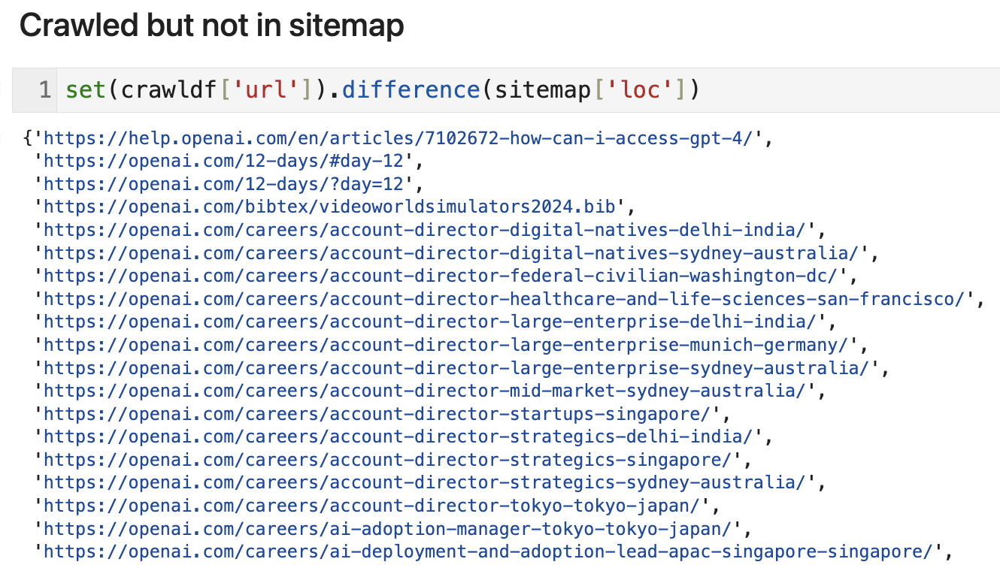 Crawled but not in sitemap
1 set(crawldf['url']).difference(sitemap['loc'])
{'https://help.openai.com/en/articles/7102672-how-can-i-access-gpt-4/',
'https://openai.com/12-days/#day-12',
'https://openai.com/12-days/?day=12',
'https://openai.com/bibtex/videoworldsimulators2024.bib',
'https://openai.com/careers/account-director-digital-natives-delhi-india/',
'https://openai.com/careers/account-director-digital-natives-sydney-australia/',
'https://openai.com/careers/account-director-federal-civilian-washington-dc/',
'https://openai.com/careers/account-director-healthcare-and-life-sciences-san-francisco/',
'https://openai.com/careers/account-director-large-enterprise-delhi-india/',
'https://openai.com/careers/account-director-large-enterprise-munich-germany/',
'https://openai.com/careers/account-director-large-enterprise-sydney-australia/',
'https://openai.com/careers/account-director-mid-market-sydney-australia/',
'https://openai.com/careers/account-director-startups-singapore/',
'https://openai.com/careers/account-director-strategics-delhi-india/',
'https://openai.com/careers/account-director-strategics-singapore/',
'https://openai.com/careers/account-director-strategics-sydney-australia/',
'https://openai.com/careers/account-director-tokyo-tokyo-japan/',
'https://openai.com/careers/ai-adoption-manager-tokyo-tokyo-japan/',
'https://openai.com/careers/ai-deployment-and-adoption-lead-apac-singapore-singapore/',